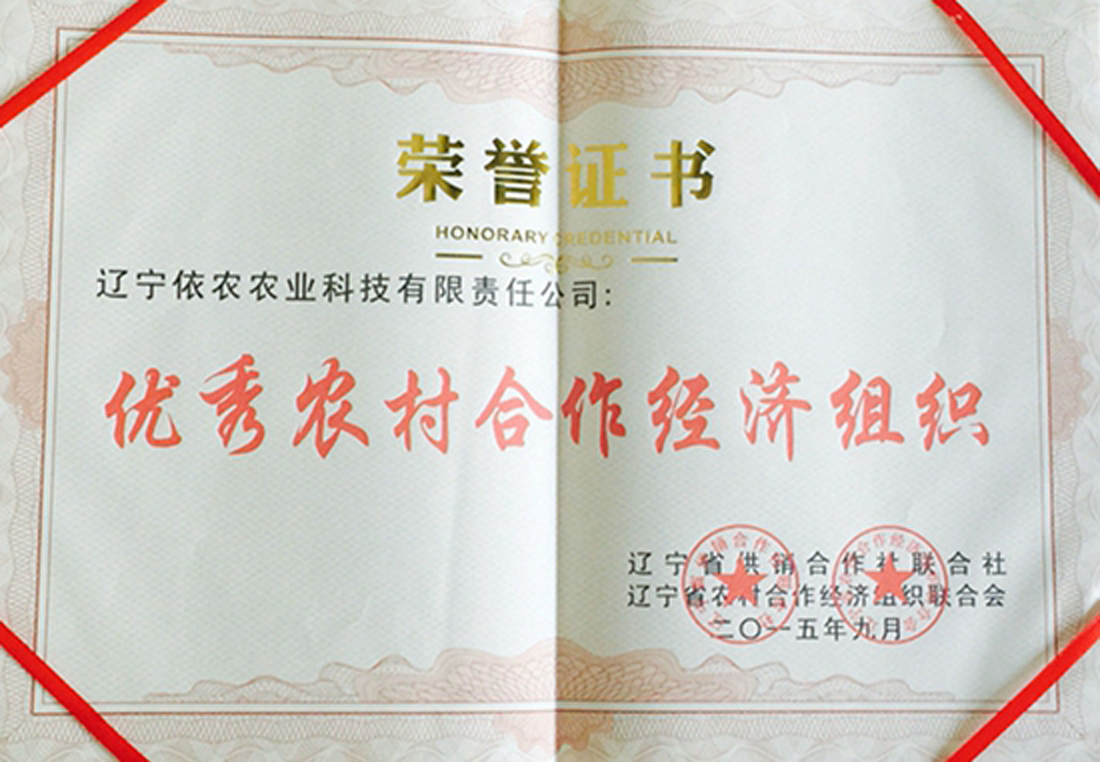 荣誉证书
HONORARY CREDENTIAL
辽宁依农农业科技有限责任公司:
优秀农村合作经济组织
辽宁省供销合作社联合社
辽宁省农村合作经济组织联合会
二〇一五年九月